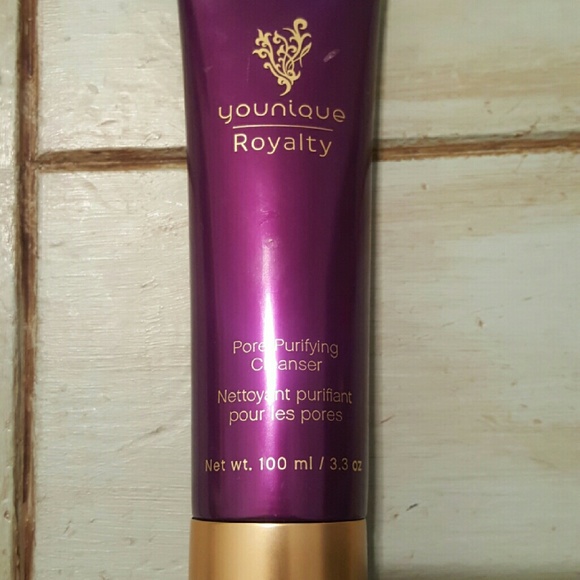 younique
Royalty
Pore Purifying
Cleanser
Nettoyant purifiant
pour les pores
Net wt. 100 ml / 3.3 oz